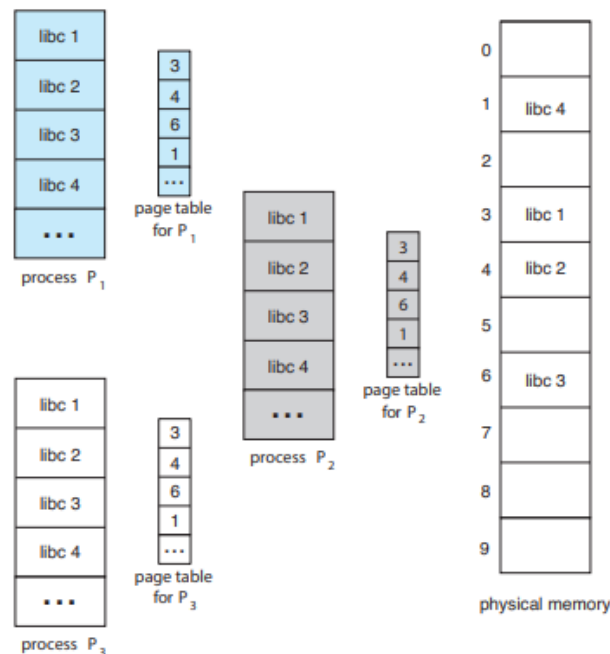 libc 1
libc 2
libc 3
libc 4
...
process P1
3
4
6
1
...
page table
for P1
libc 1
libc 2
libc 3
libc 4
...
process P2
3
4
6
1
...
page table
for P2
libc 1
libc 2
libc 3
libc 4
...
process P3
3
4
6
1
...
page table
for P3
0
1 libc 4
2
3 libc 1
4 libc 2
5
6 libc 3
7
8
9
physical memory